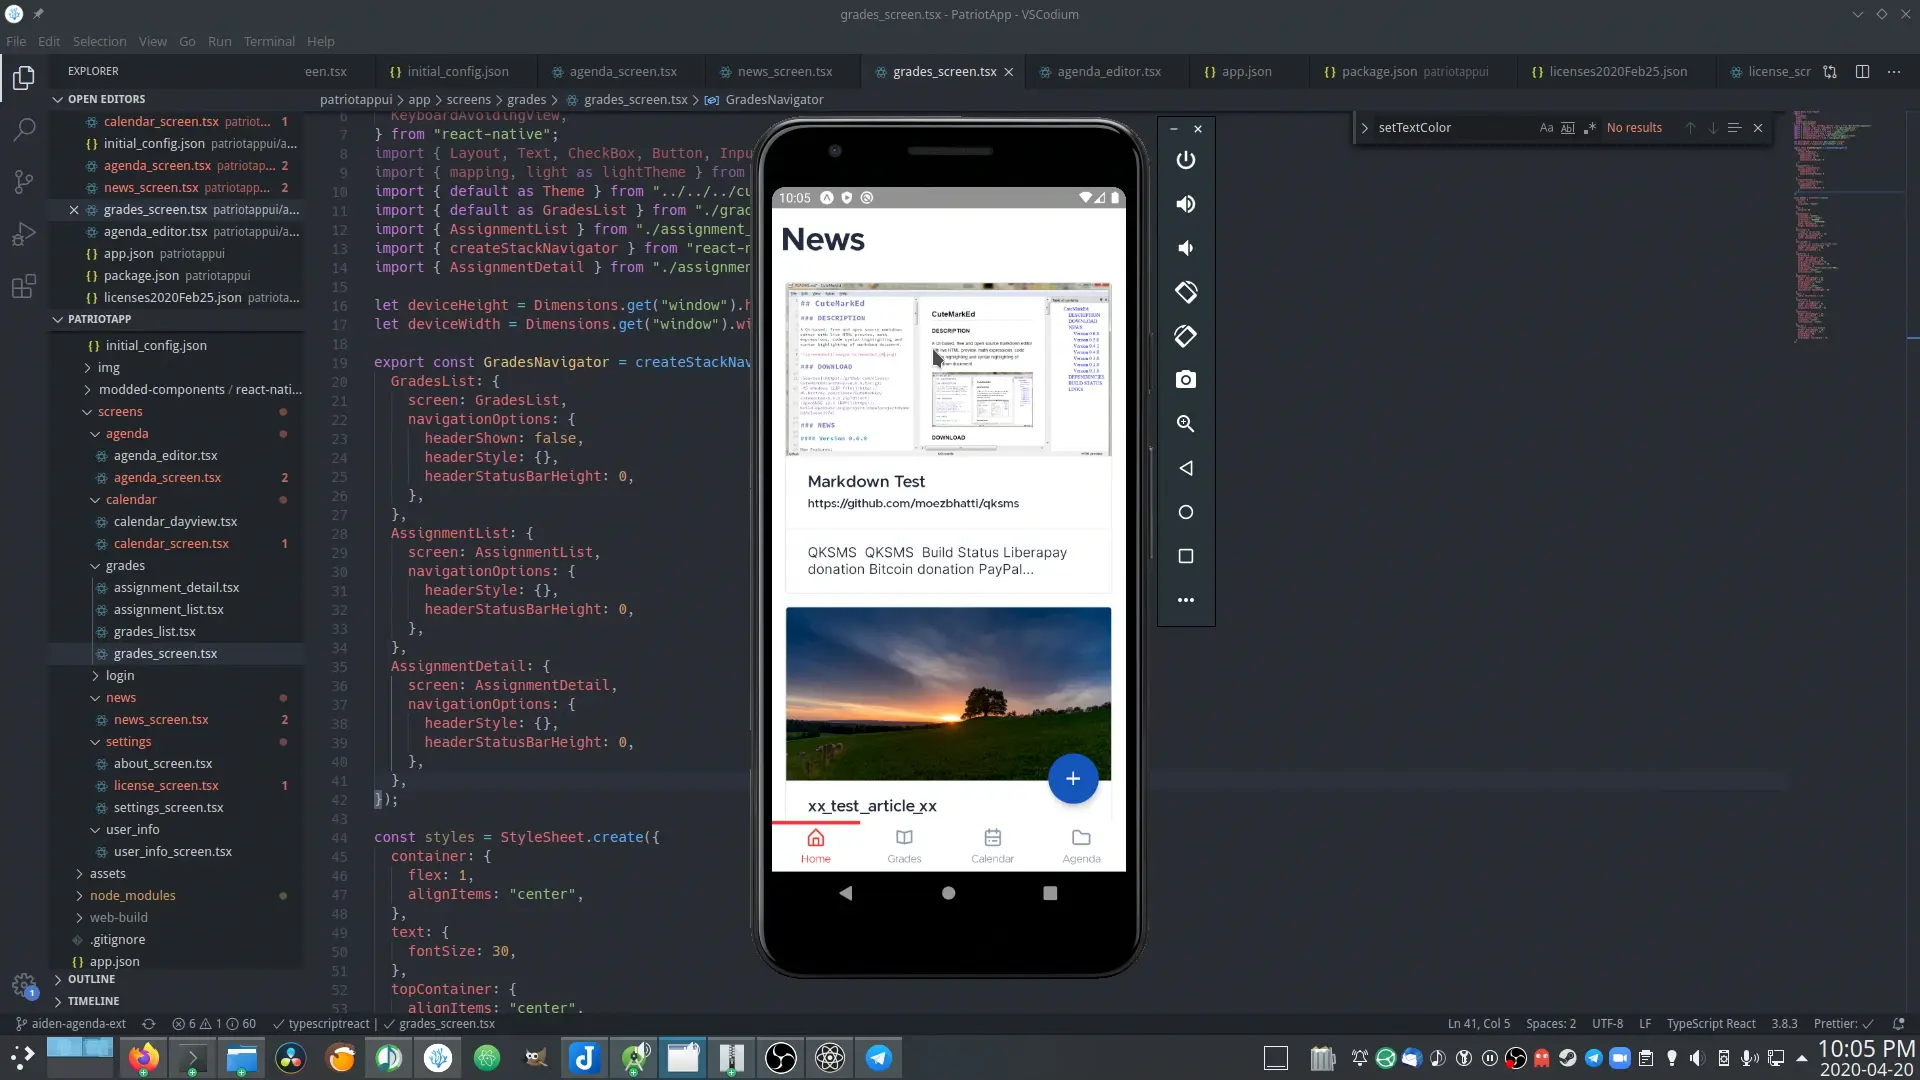 grades_screen.tsx - PatriotApp - VSCodium
File Edit Selection View Go Run Terminal Help
EXPLORER
een.tsx
initial_config.json
agenda_screen.tsx
news_screen.tsx
grades_screen.tsx
agenda_editor.tsx
app.json
package.json patriotappui
licenses2020Feb25.json
license_scr
OPEN EDITORS
calendar_screen.tsx patriot... 1
initial_config.json patriotappui/a...
agenda_screen.tsx patriotap... 2
news_screen.tsx patriotapp... 2
grades_screen.tsx patriotappui/a...
agenda_editor.tsx patriotappui/a...
app.json patriotappui
package.json patriotappui
licenses2020Feb25.json patriota...
PATRIOTAPP
initial_config.json
img
modded-components / react-nati...
screens
agenda
agenda_editor.tsx
agenda_screen.tsx 2
calendar
calendar_dayview.tsx
calendar_screen.tsx 1
grades
assignment_detail.tsx
assignment_list.tsx
grades_list.tsx
grades_screen.tsx
login
news
news_screen.tsx 2
settings
about_screen.tsx
license_screen.tsx 1
settings_screen.tsx
user_info
user_info_screen.tsx
assets
node_modules
web-build
.gitignore
app.json
OUTLINE
TIMELINE
patriotappui > app > screens > grades > grades_screen.tsx > GradesNavigator
6 KeyboardAvoidingView,
7 } from "react-native";
8 import { Layout, Text, CheckBox, Button, Inpu
9 import { mapping, light as lightTheme } from
10 import { default as Theme } from "../../../cu
11 import { default as GradesList } from "./grad
12 import { AssignmentList } from "./assignment_
13 import { createStackNavigator } from "react-n
14 import { AssignmentDetail } from "./assignmen
15
16 let deviceHeight = Dimensions.get("window").h
17 let deviceWidth = Dimensions.get("window").wi
18
19 export const GradesNavigator = createStackNav
20 GradesList: {
21 screen: GradesList,
22 navigationOptions: {
23 headerShown: false,
24 headerStyle: {},
25 headerStatusBarHeight: 0,
26 },
27 },
28 AssignmentList: {
29 screen: AssignmentList,
30 navigationOptions: {
31 headerStyle: {},
32 headerStatusBarHeight: 0,
33 },
34 },
35 AssignmentDetail: {
36 screen: AssignmentDetail,
37 navigationOptions: {
38 headerStyle: {},
39 headerStatusBarHeight: 0,
40 },
41 },
42 });
43
44 const styles = StyleSheet.create({
45 container: {
46 flex: 1,
47 alignItems: "center",
48 },
49 text: {
50 fontSize: 30,
51 },
52 topContainer: {
53 alignItems: "center",
setTextColor Aa Abl .* No results
10:05
News
## CuteMarkEd
### DESCRIPTION
### DOWNLOAD
### NEWS
#### Version 0.6.0
CuteMarkEd
DESCRIPTION
DOWNLOAD
Markdown Test
https://github.com/moezbhatti/qksms
QKSMS QKSMS Build Status Liberapay
donation Bitcoin donation PayPal...
xx_test_article_xx
Home Grades Calendar Agenda
1
aiden-agenda-ext 6 1 60 typescriptreact | grades_screen.tsx
Ln 41, Col 5 Spaces: 2 UTF-8 LF TypeScript React 3.8.3 Prettier:
10:05 PM
2020-04-20